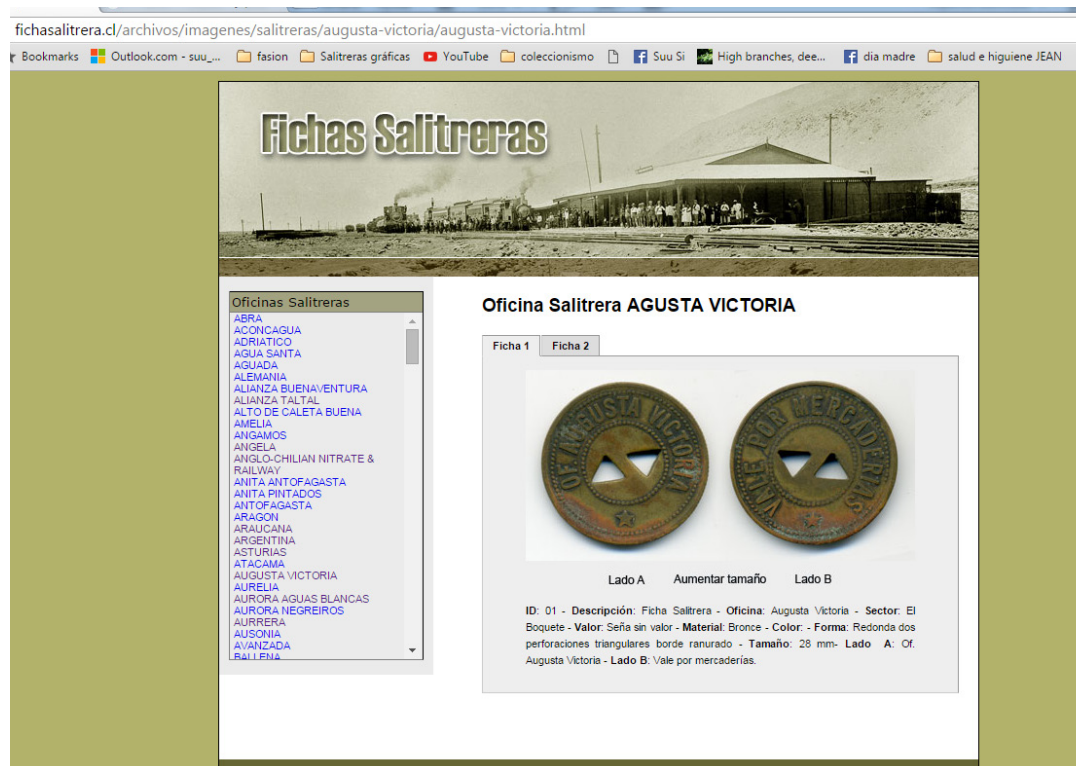 fichasalitrera.cl/archivos/imagenes/salitreras/augusta-victoria/augusta-victoria.html
Bookmarks Outlook.com - suu_... fasion Salitreras gráficas YouTube coleccionismo Suu Si High branches, dee... dia madre salud e higuiene JEAN
Fichas Salitreras
Oficinas Salitreras
ABRA
ACONCAGUA
ADRIATICO
AGUA SANTA
AGUADA
ALEMANIA
ALIANZA BUENAVENTURA
ALIANZA TALTAL
ALTO DE CALETA BUENA
AMELIA
ANGAMOS
ANGELA
ANGLO-CHILIAN NITRATE &
RAILWAY
ANITA ANTOFAGASTA
ANITA PINTADOS
ANTOFAGASTA
ARAGON
ARAUCANA
ARGENTINA
ASTURIAS
ATACAMA
AUGUSTA VICTORIA
AURELIA
AURORA AGUAS BLANCAS
AURORA NEGREIROS
AURRERA
AUSONIA
AVANZADA
BALLENA
Oficina Salitrera AGUSTA VICTORIA
Ficha 1 Ficha 2
OF. AUGUSTA VICTORIA
VALE POR MERCADERIAS
Lado A Aumentar tamaño Lado B
ID: 01 - Descripción: Ficha Salitrera - Oficina: Augusta Victoria - Sector: El
Boquete - Valor: Seña sin valor - Material: Bronce - Color: - Forma: Redonda dos
perforaciones triangulares borde ranurado - Tamaño: 28 mm- Lado A: Of.
Augusta Victoria - Lado B: Vale por mercaderías.